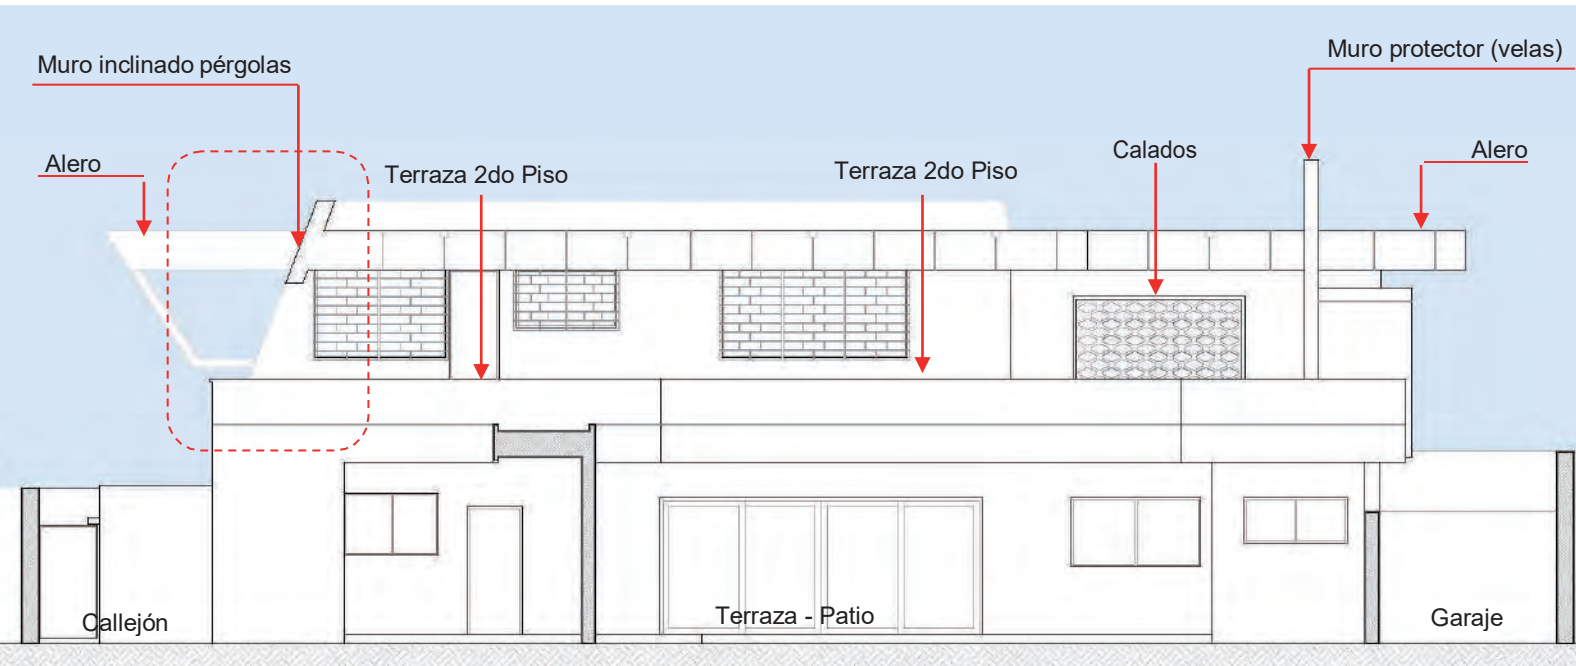 Muro inclinado pérgolas
Muro protector (velas)
Alero
Terraza 2do Piso
Terraza 2do Piso
Calados
Alero
Callejón
Terraza - Patio
Garaje